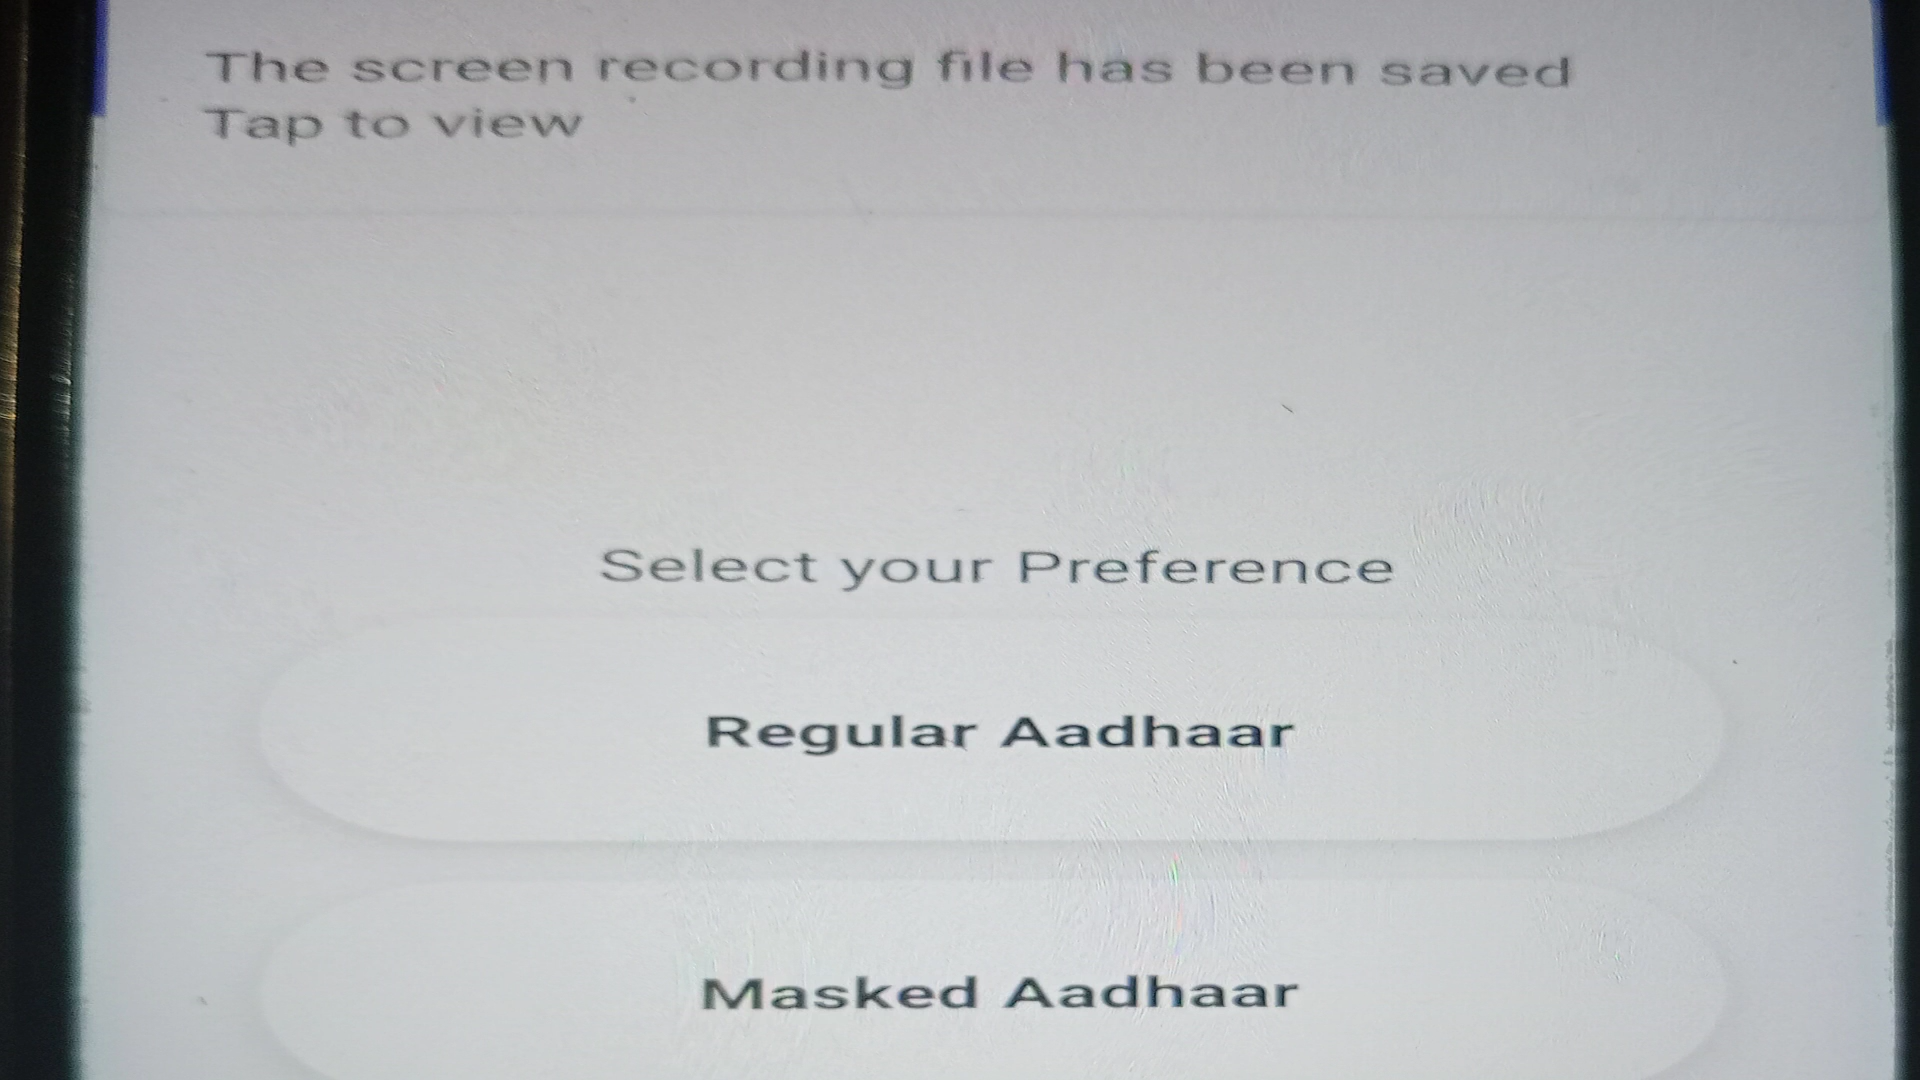 The screen recording file has been saved
Tap to view
Select your Preference
Regular Aadhaar
Masked Aadhaar